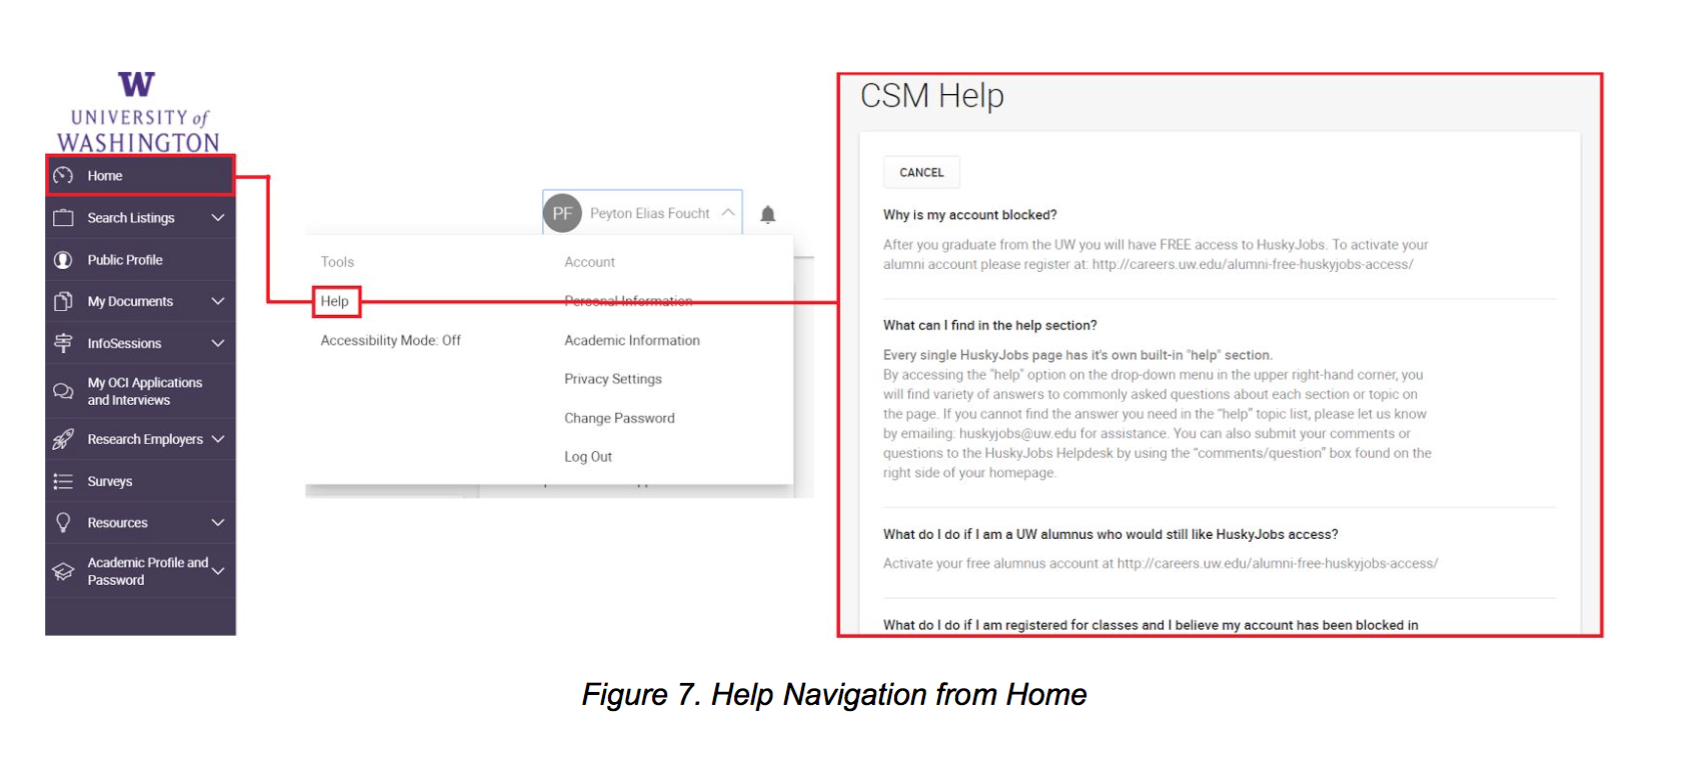 W
UNIVERSITY of
WASHINGTON
Home
Search Listings
Public Profile
My Documents
InfoSessions
My OCI Applications
and Interviews
Research Employers
Surveys
Resources
Academic Profile and
Password
PF Peyton Elias Foucht
Tools
Help
Accessibility Mode: Off
Account
Personal Information
Academic Information
Privacy Settings
Change Password
Log Out
CSM Help
CANCEL
Why is my account blocked?
After you graduate from the UW you will have FREE access to HuskyJobs. To activate your
alumni account please register at: http://careers.uw.edu/alumni-free-huskyjobs-access/
What can I find in the help section?
Every single HuskyJobs page has it's own built-in "help" section.
By accessing the "help" option on the drop-down menu in the upper right-hand corner, you
will find variety of answers to commonly asked questions about each section or topic on
the page. If you cannot find the answer you need in the "help" topic list, please let us know
by emailing: huskyjobs@uw.edu for assistance. You can also submit your comments or
questions to the HuskyJobs Helpdesk by using the "comments/question" box found on the
right side of your homepage.
What do I do if I am a UW alumnus who would still like HuskyJobs access?
Activate your free alumnus account at http://careers.uw.edu/alumni-free-huskyjobs-access/
What do I do if I am registered for classes and I believe my account has been blocked in
Figure 7. Help Navigation from Home